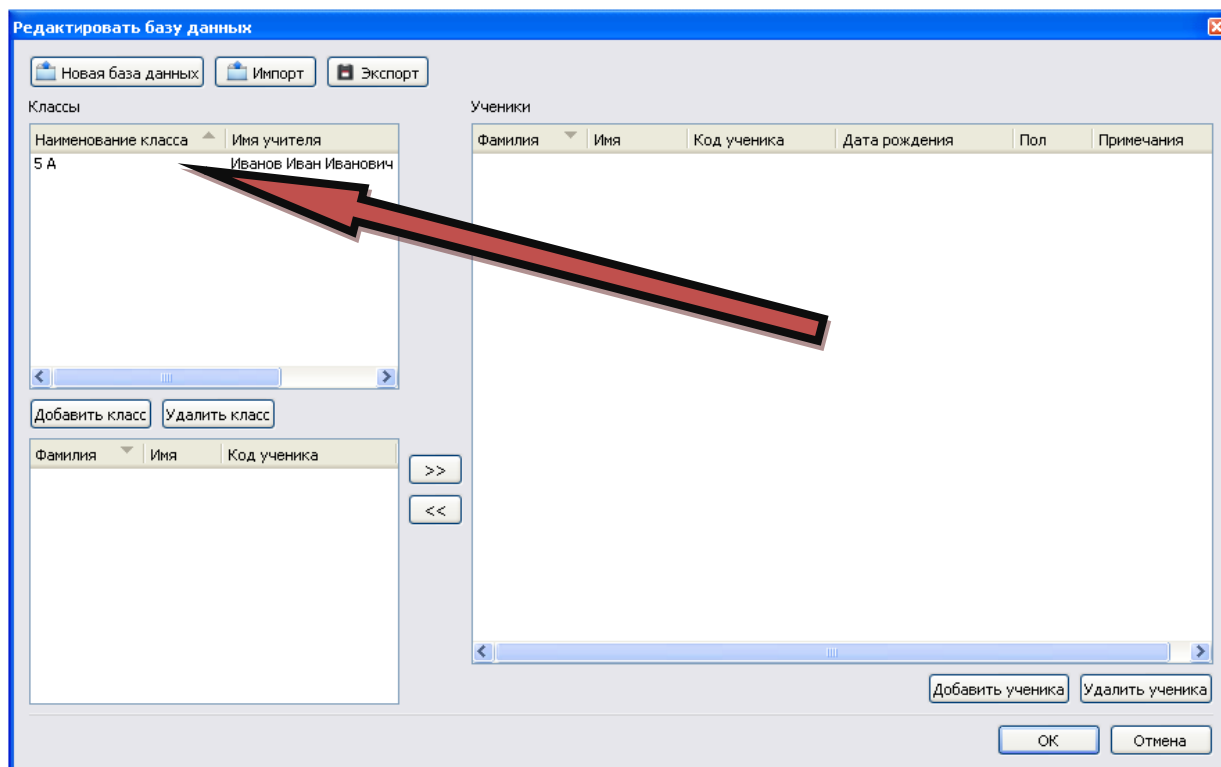 Редактировать базу данных
Новая база данных Импорт Экспорт
Классы Ученики
Наименование класса Имя учителя Фамилия Имя Код ученика Дата рождения Пол Примечания
5 А Иванов Иван Иванович
Добавить класс Удалить класс
Фамилия Имя Код ученика
>>
<<
Добавить ученика Удалить ученика
ОК Отмена